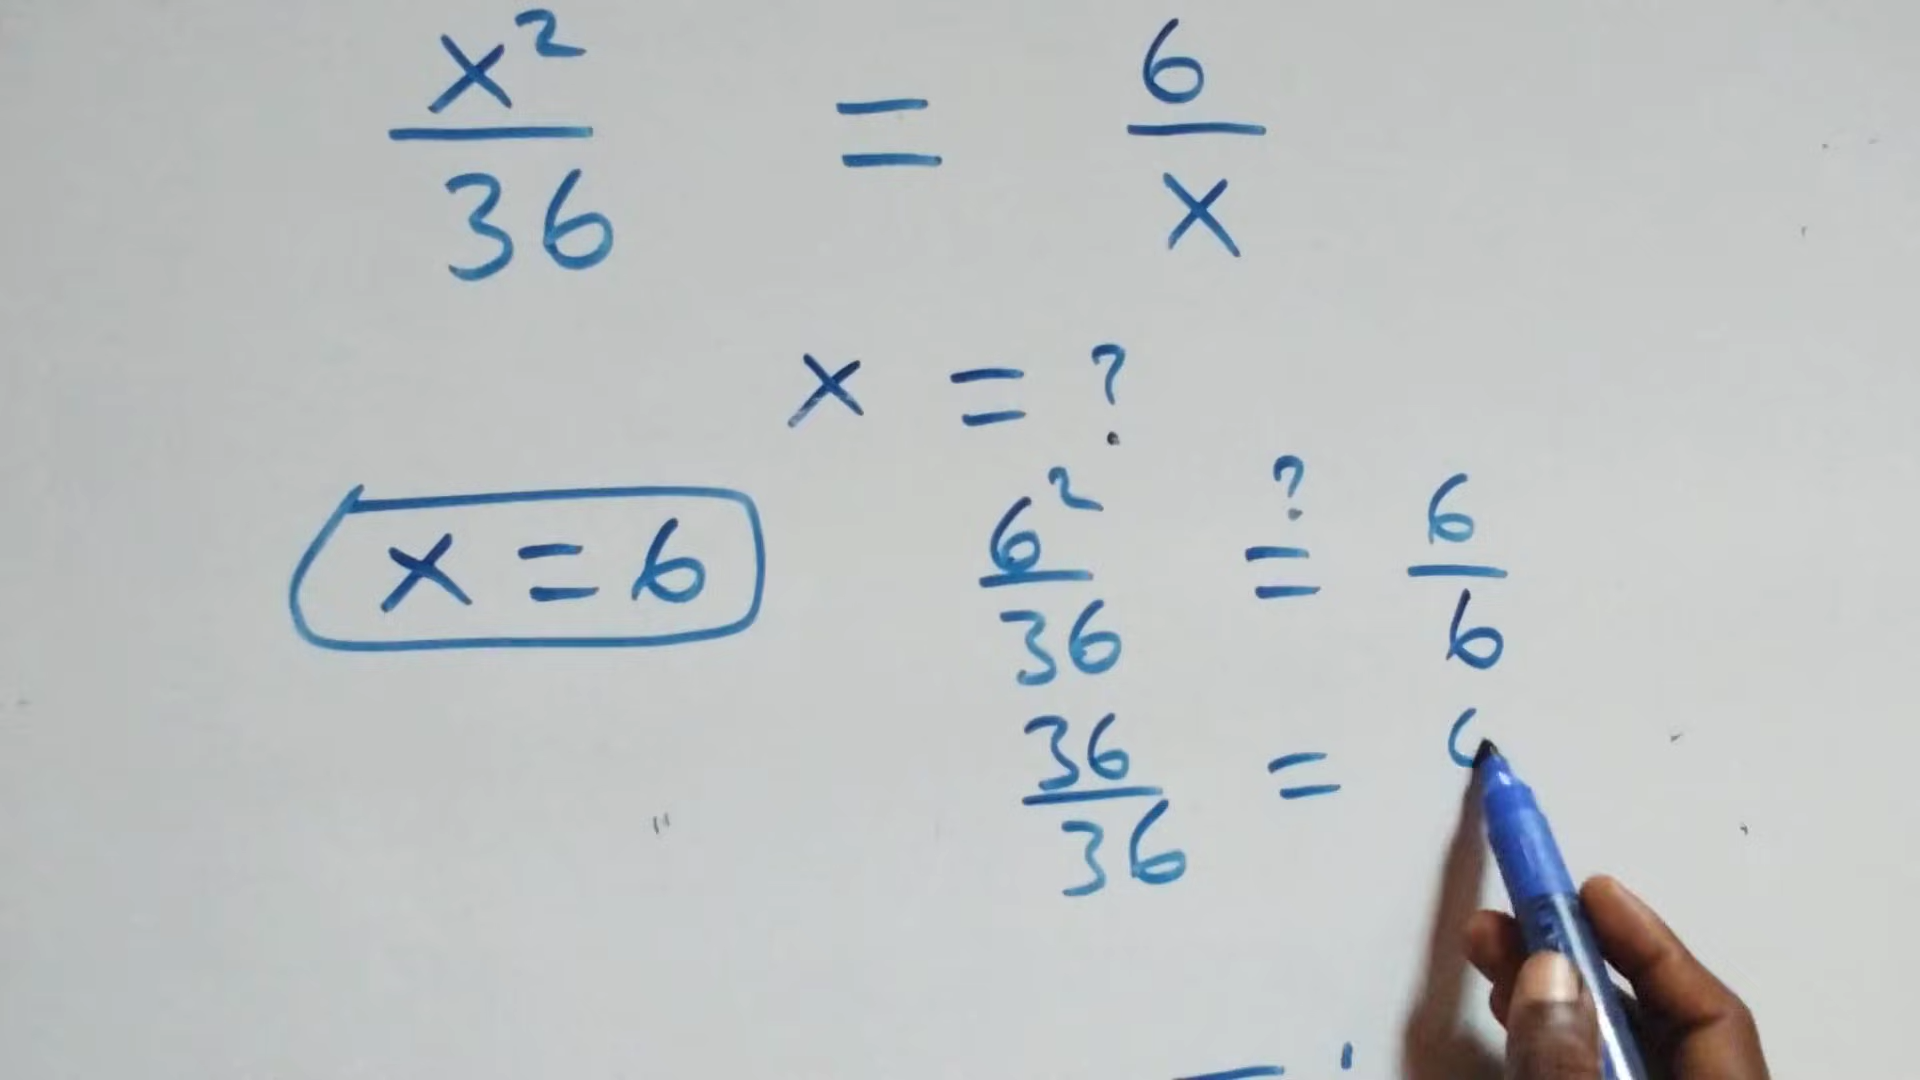 x²/36 = 6/x
x = ?
x = 6
6²/36 ?= 6/6
36/36 =